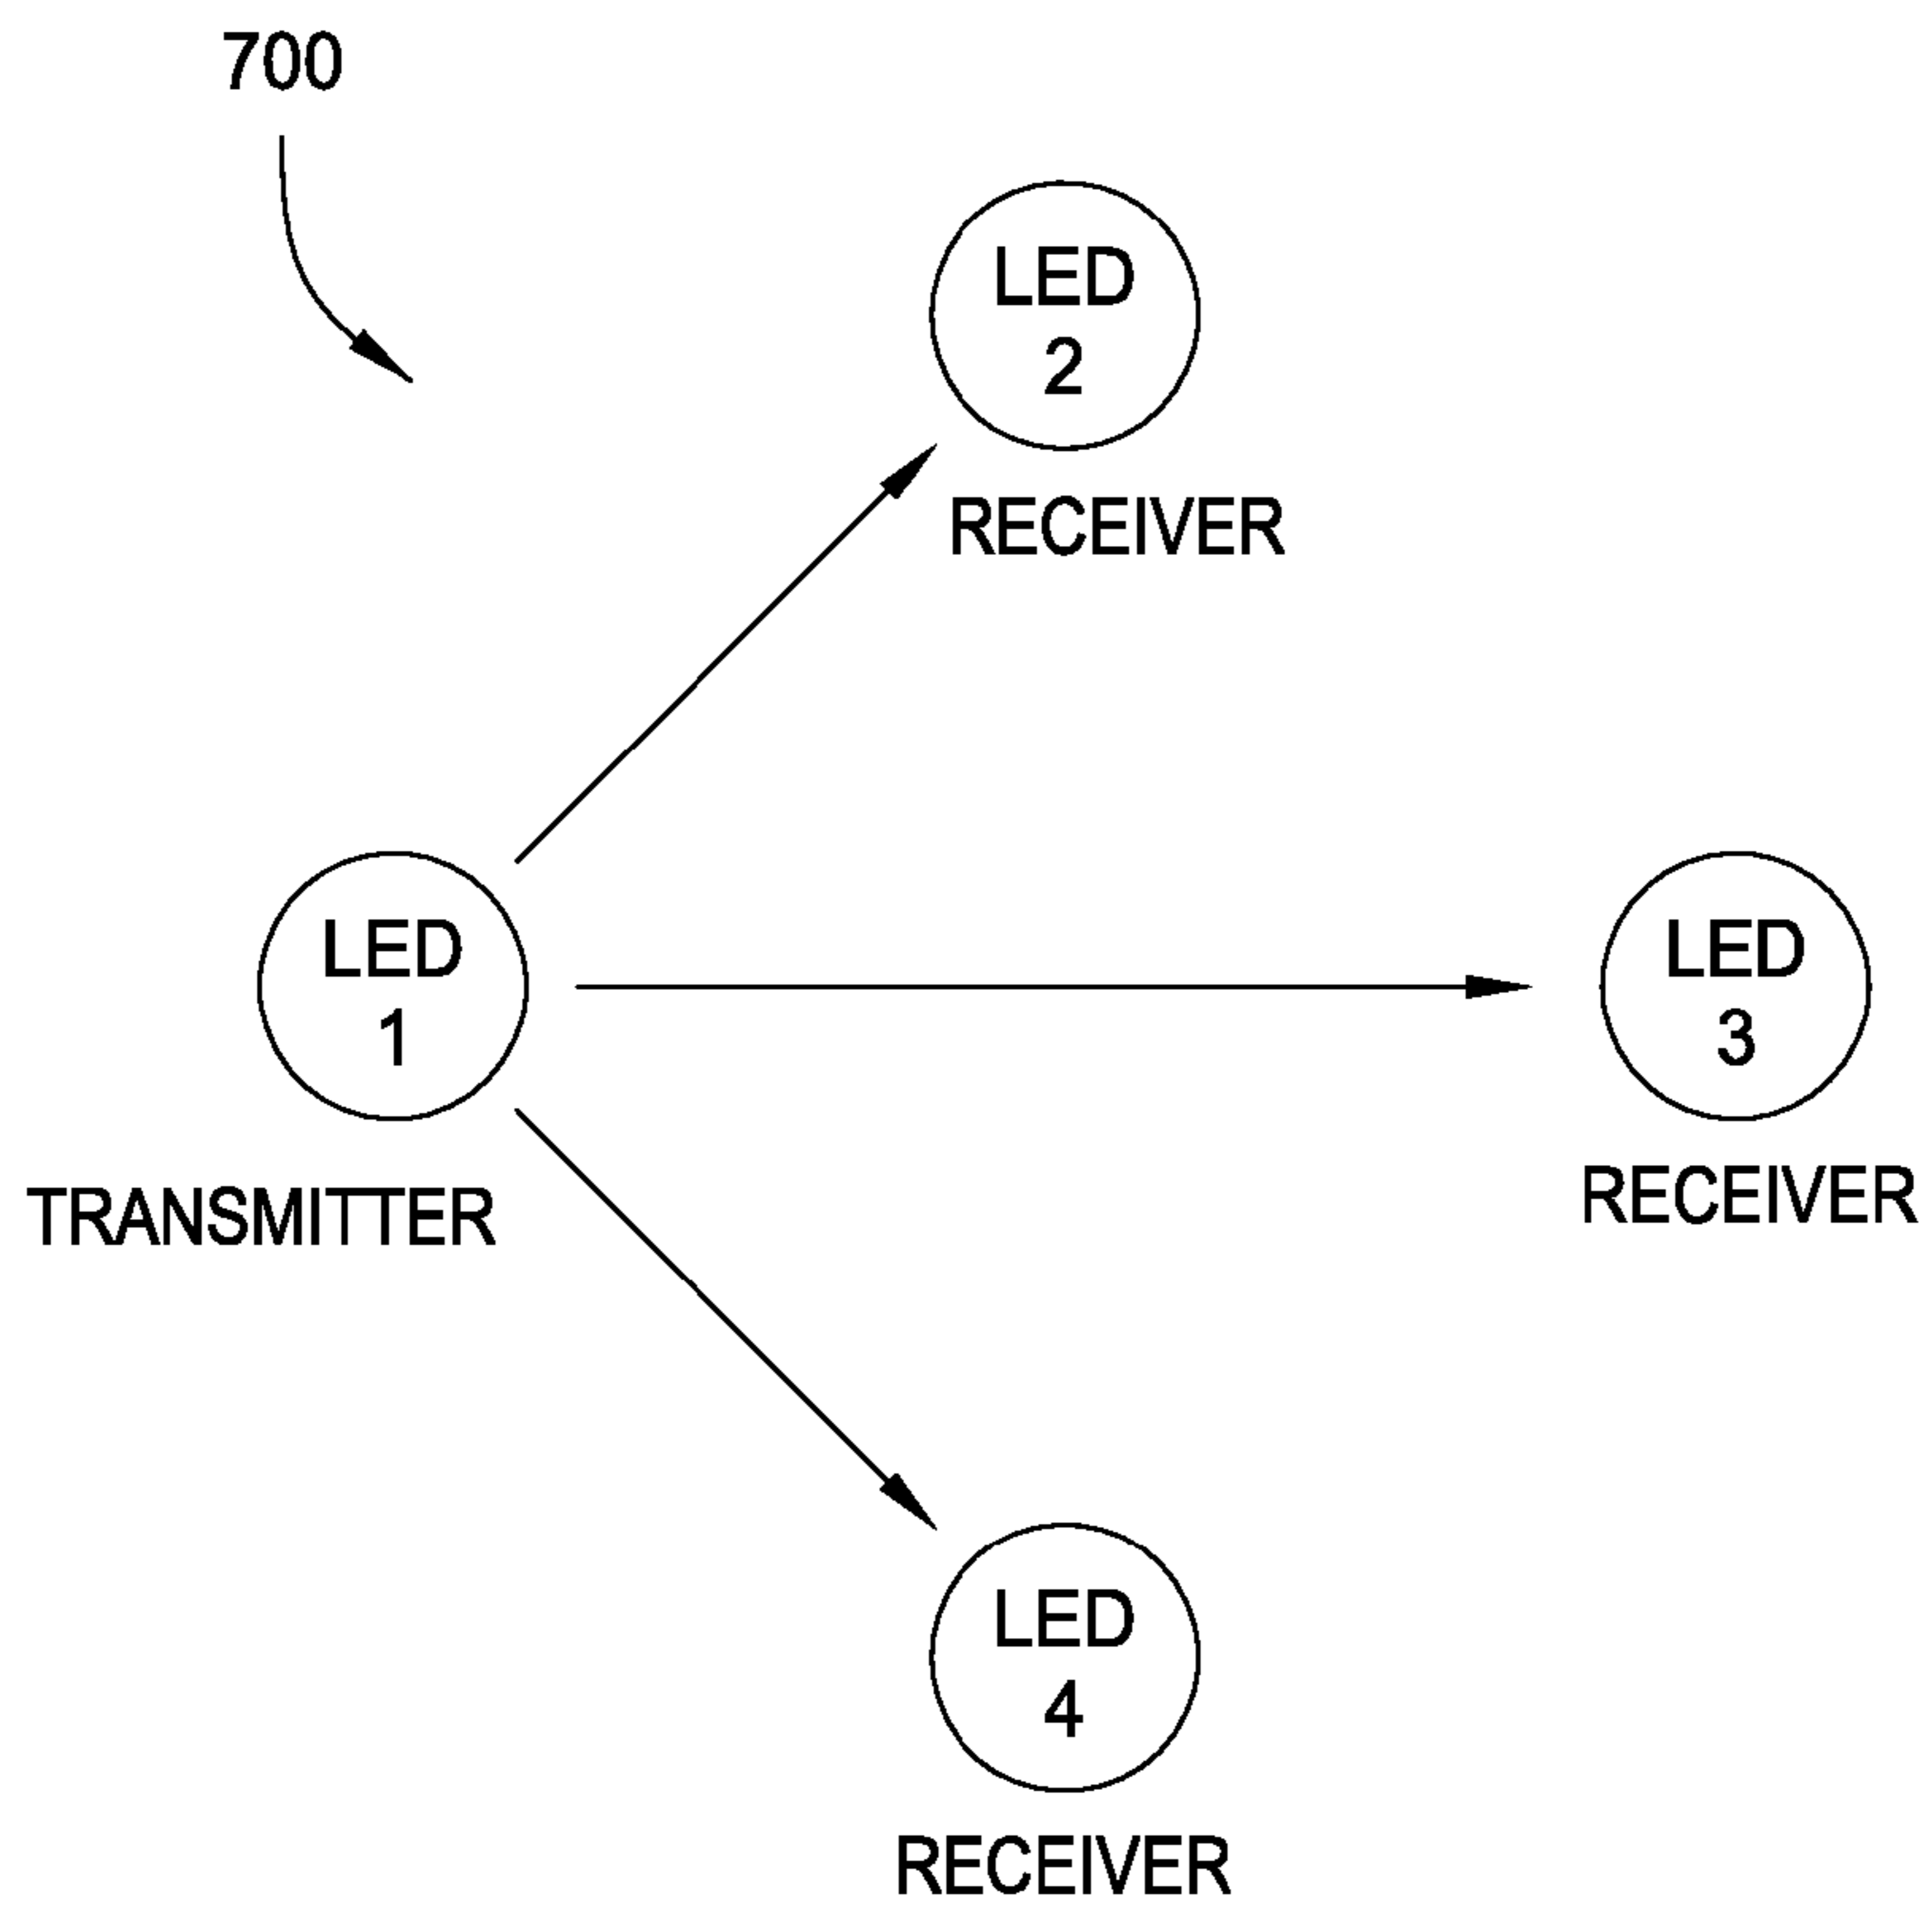 700
LED
2
RECEIVER
LED
1
TRANSMITTER
LED
3
RECEIVER
LED
4
RECEIVER